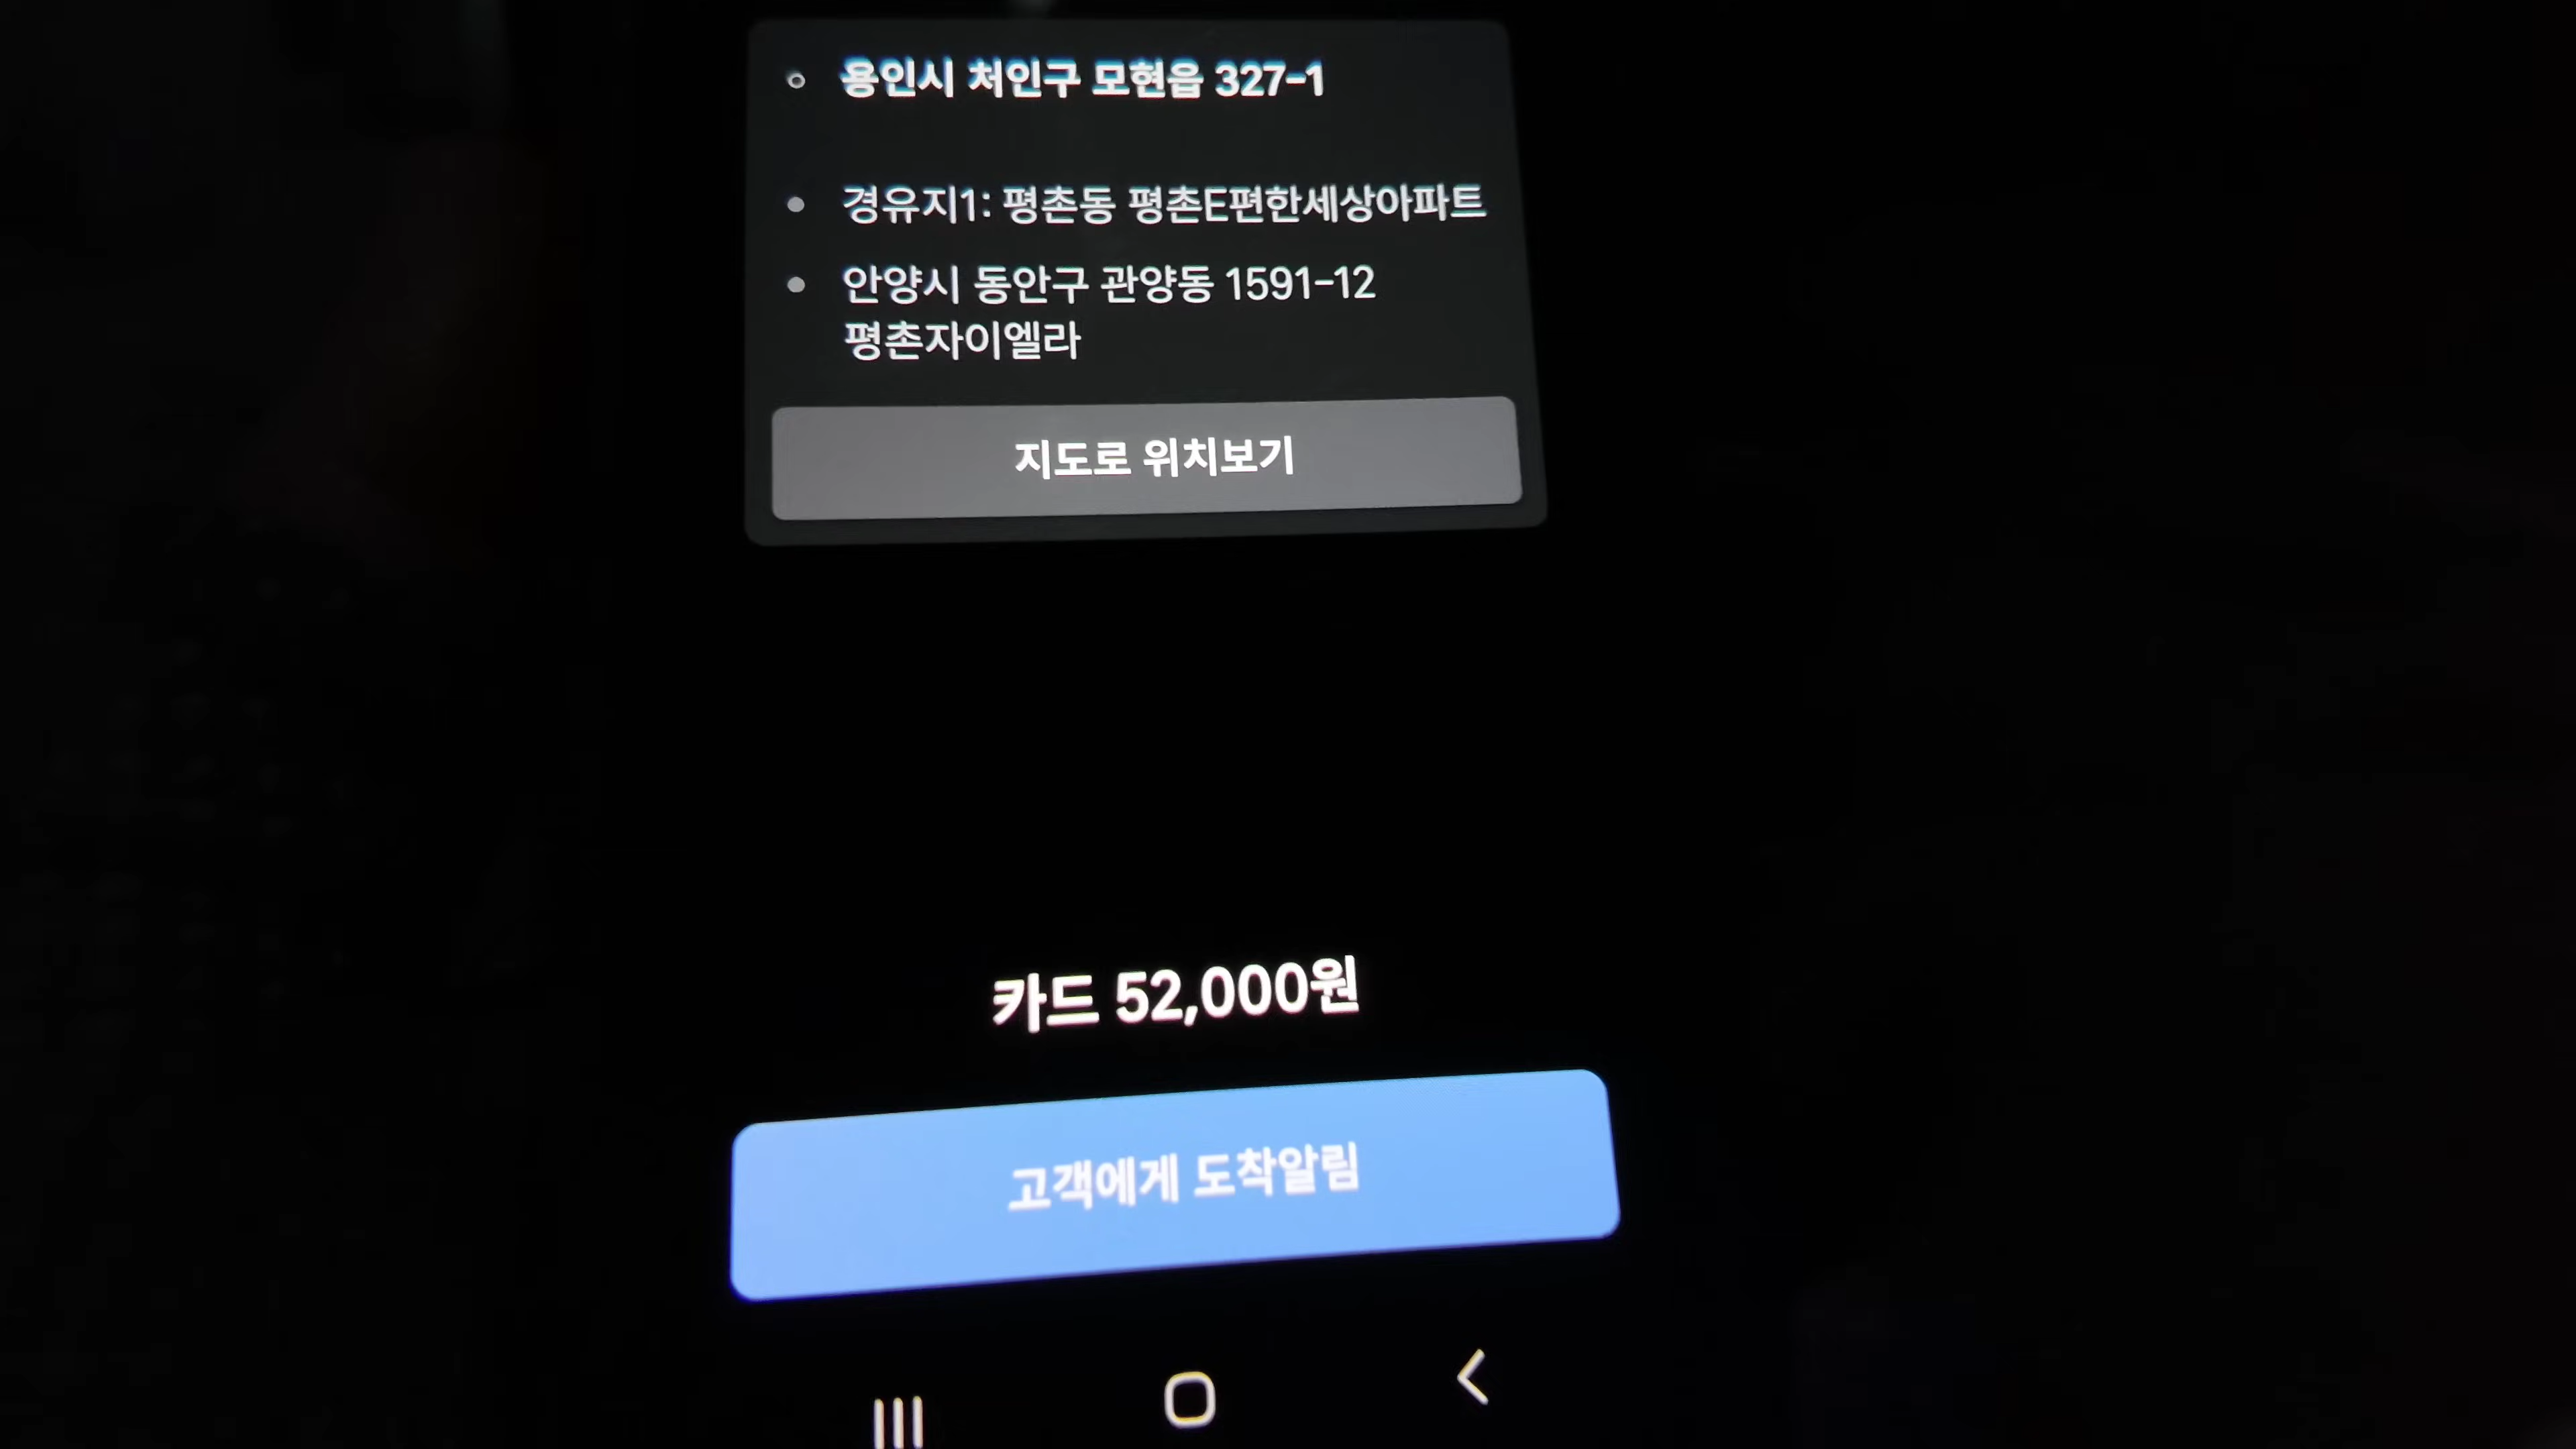 용인시 처인구 모현읍 327-1
경유지1: 평촌동 평촌E편한세상아파트
안양시 동안구 관양동 1591-12
평촌자이엘라
지도로 위치보기
카드 52,000원
고객에게 도착알림